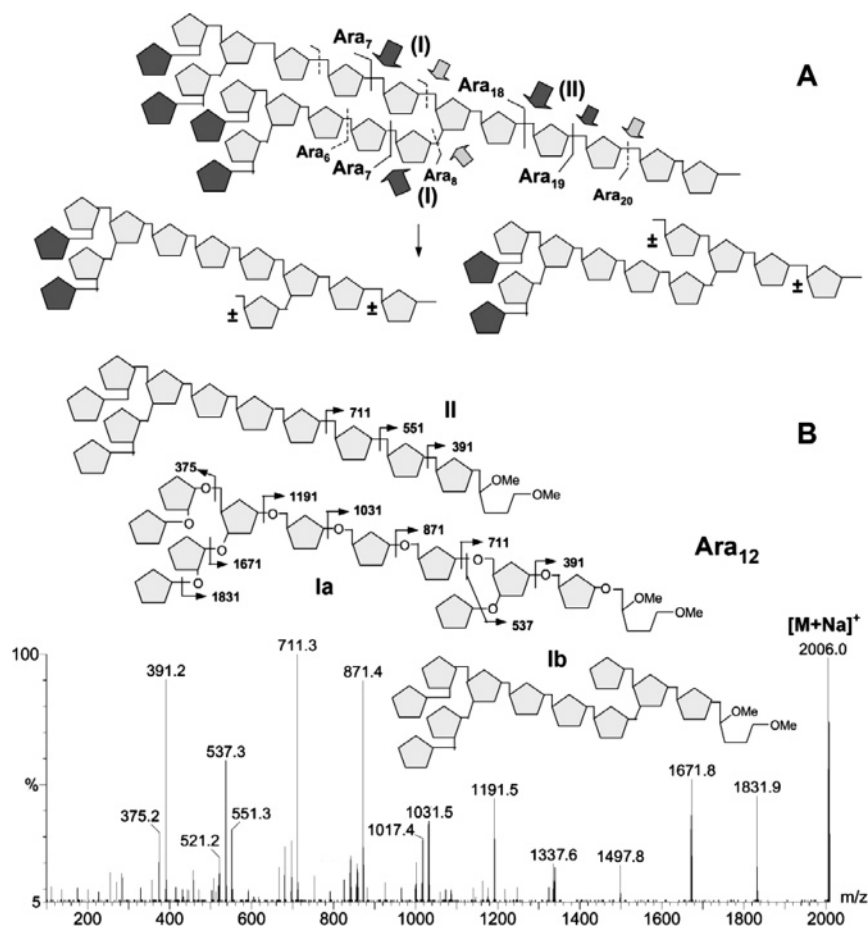 A
Ara7 (I)
Ara18 (II)
Ara6
Ara7
Ara8
(I)
Ara19
Ara20
±
±
±
±
B
II
711
551
391
OMe
OMe
375
O
1191
O
1031
O
871
O
711
O
391
O
O
O
1671
O
O
1831
O
537
OMe
OMe
Ia
Ara12
Ib
OMe
OMe
[M+Na]+
100
%
5
375.2
391.2
521.2
537.3
551.3
711.3
871.4
1017.4
1031.5
1191.5
1337.6
1497.8
1671.8
1831.9
2006.0
200 400 600 800 1000 1200 1400 1600 1800 2000 m/z